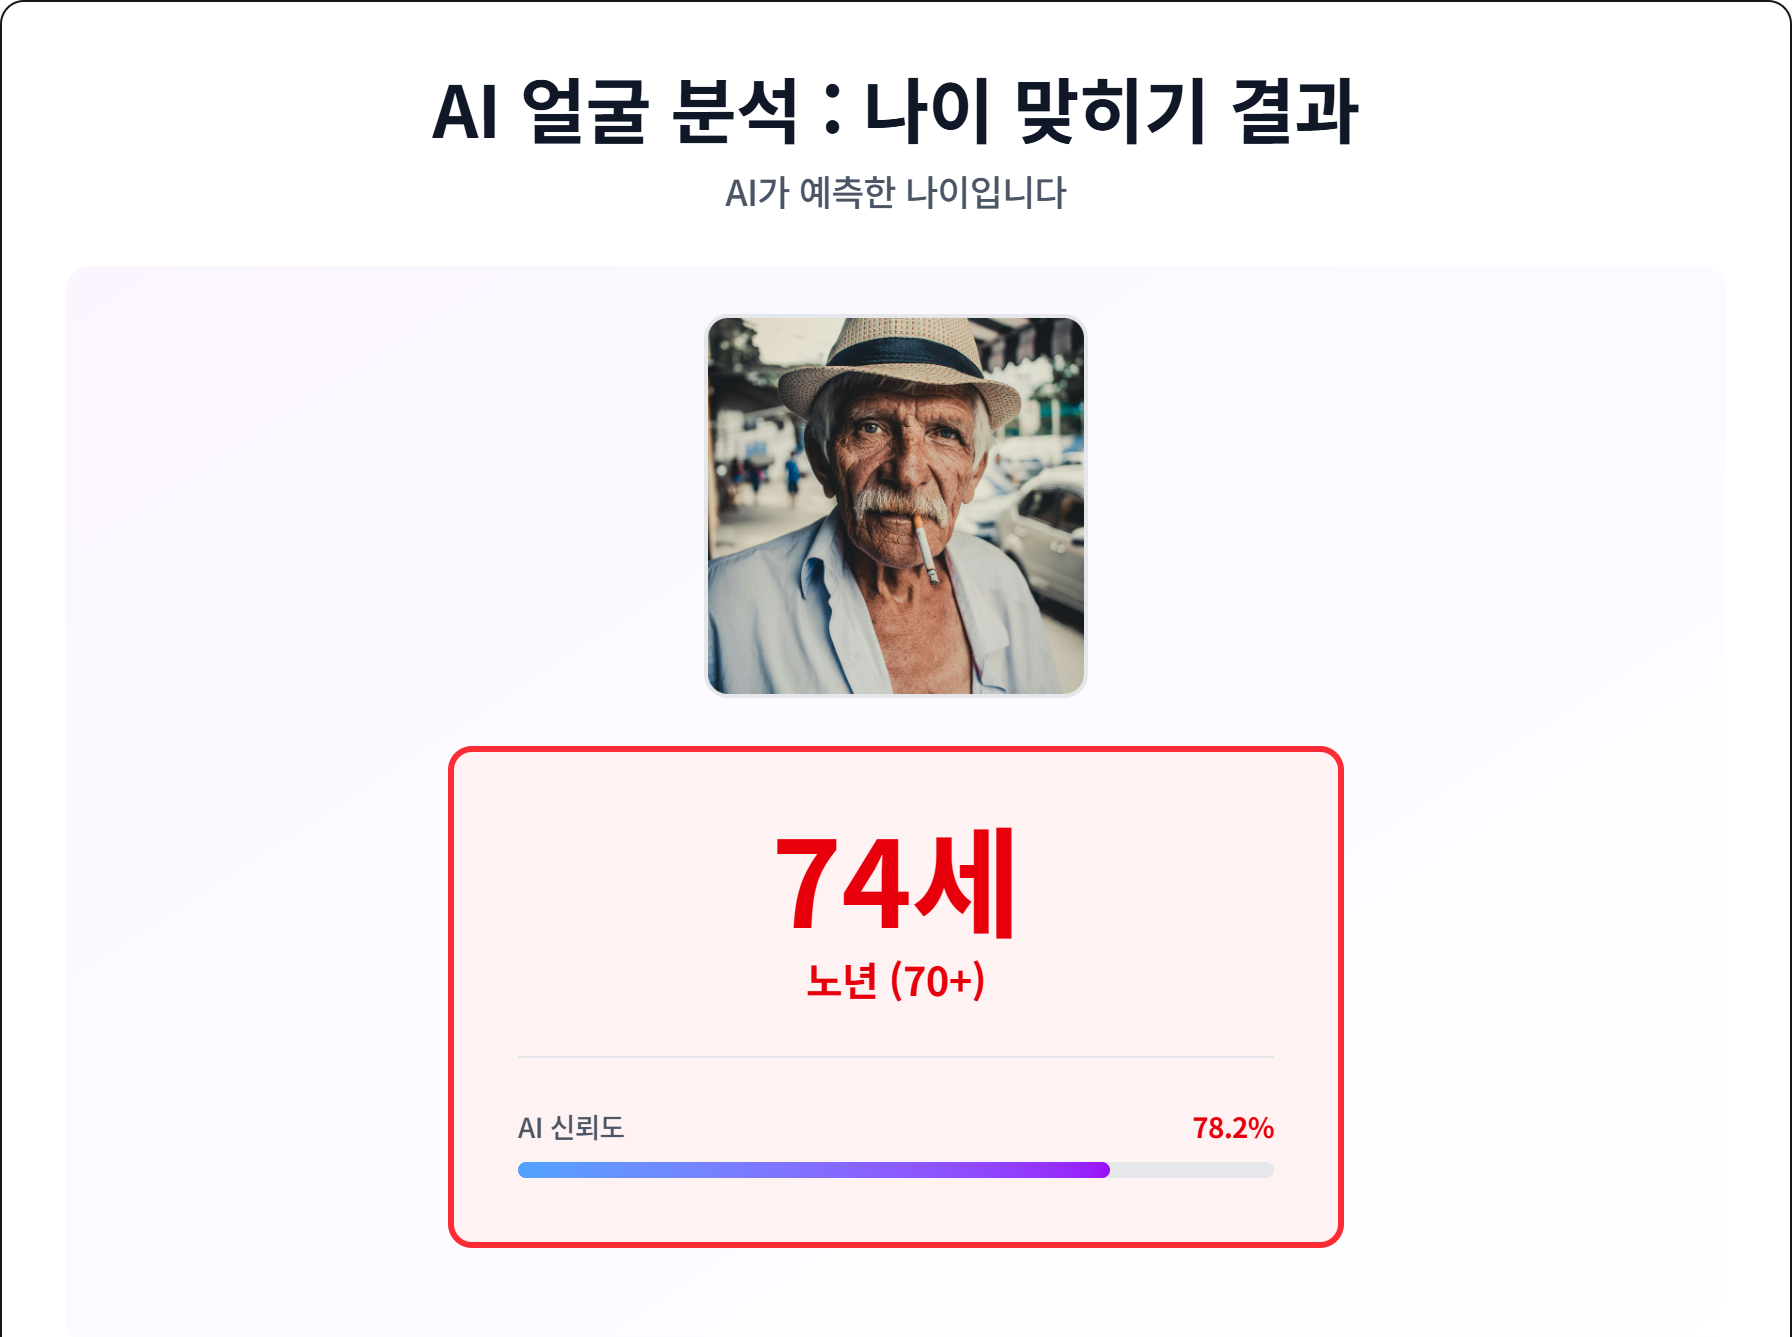 AI 얼굴 분석 : 나이 맞히기 결과
AI가 예측한 나이입니다
74세
노년 (70+)
AI 신뢰도 78.2%